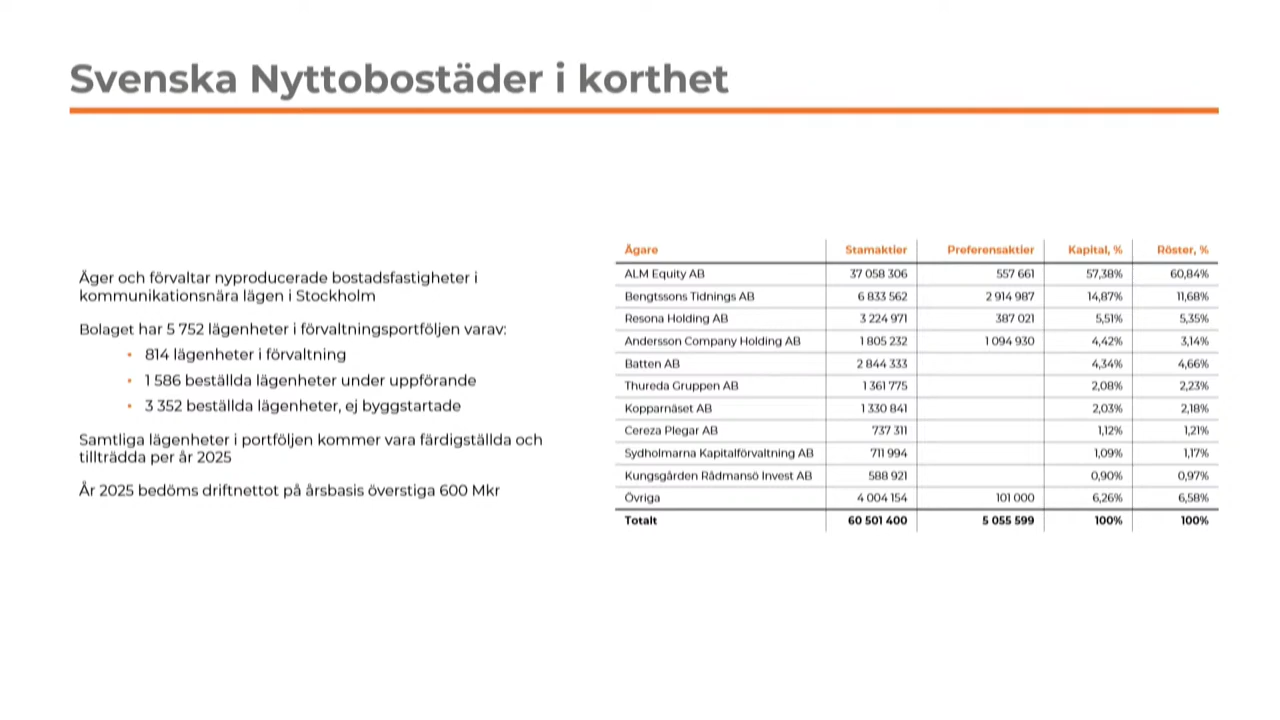 Svenska Nyttobostäder i korthet
Äger och förvaltar nyproducerade bostadsfastigheter i
kommunikationsnära lägen i Stockholm
Bolaget har 5 752 lägenheter i förvaltningsportföljen varav:
• 814 lägenheter i förvaltning
• 1 586 beställda lägenheter under uppförande
• 3 352 beställda lägenheter, ej byggstartade
Samtliga lägenheter i portföljen kommer vara färdigställda och
tillträdda per år 2025
År 2025 bedöms driftnettot på årsbasis överstiga 600 Mkr
Ägare Stamaktier Preferensaktier Kapital, % Röster, %
ALM Equity AB 37 058 306 557 661 57,38% 60,84%
Bengtssons Tidnings AB 6 833 562 2 914 987 14,87% 11,68%
Resona Holding AB 3 224 971 387 021 5,51% 5,35%
Andersson Company Holding AB 1 805 232 1 094 930 4,42% 3,14%
Batten AB 2 844 333 4,34% 4,66%
Thureda Gruppen AB 1 361 775 2,08% 2,23%
Kopparnäset AB 1 330 841 2,03% 2,18%
Cereza Plegar AB 737 311 1,12% 1,21%
Sydholmarna Kapitalförvaltning AB 711 994 1,09% 1,17%
Kungsgården Rådmansö Invest AB 588 921 0,90% 0,97%
Övriga 4 004 154 101 000 6,26% 6,58%
Totalt 60 501 400 5 055 599 100% 100%